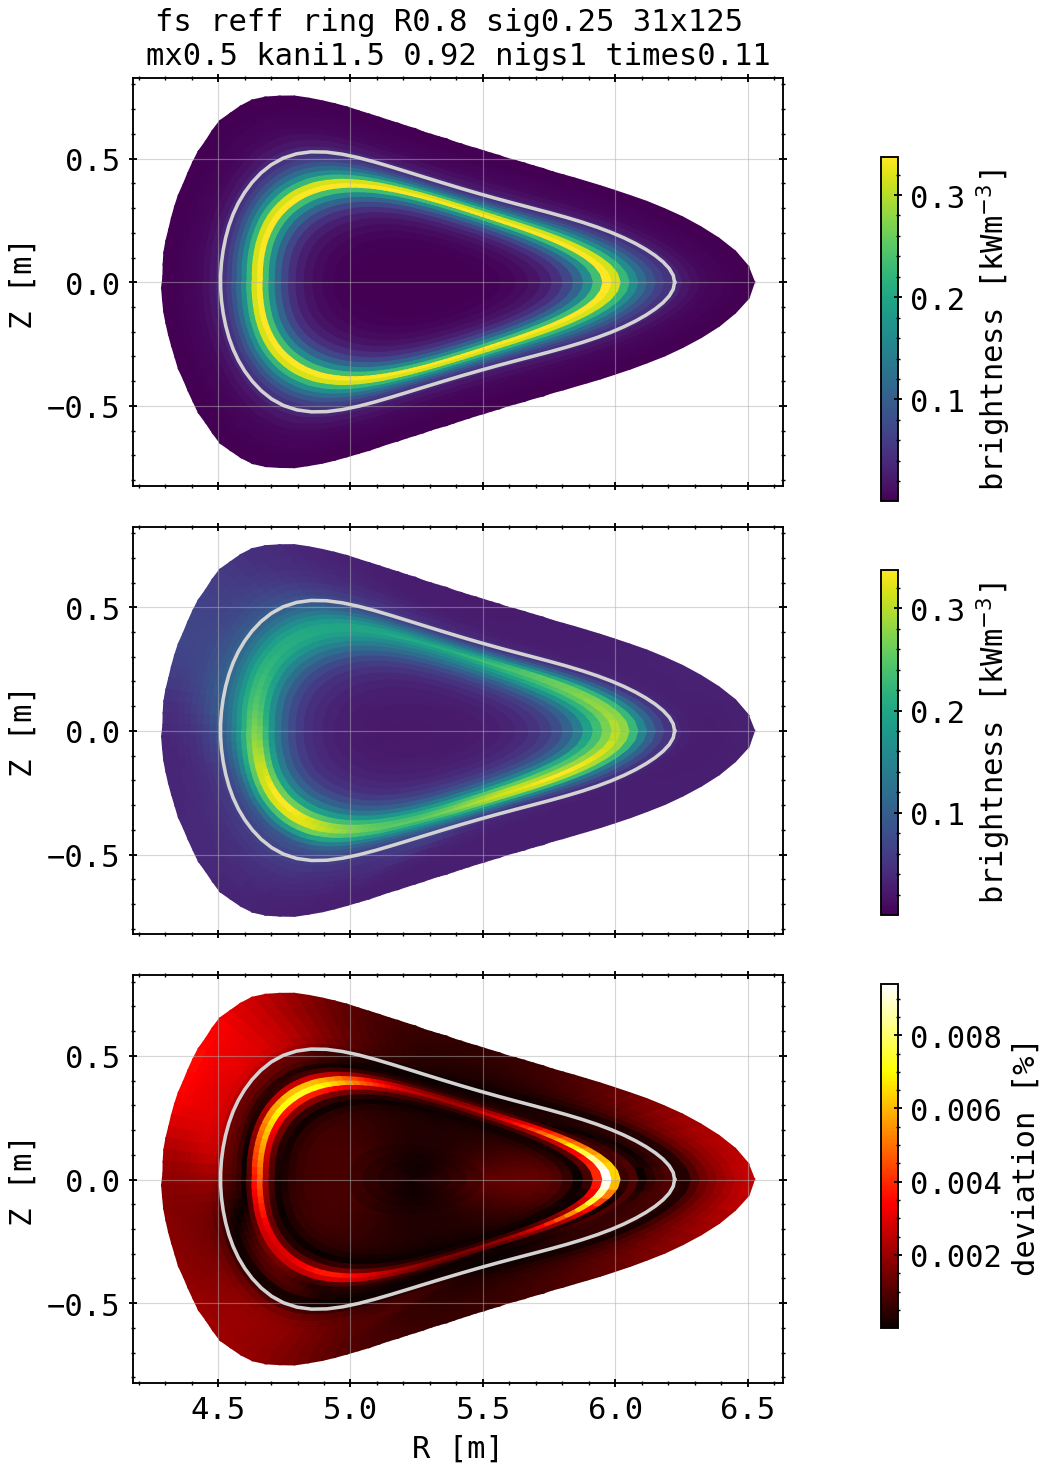 fs reff ring R0.8 sig0.25 31x125
mx0.5 kani1.5 0.92 nigs1 times0.11
0.5
0.0
−0.5
Z [m]
0.3
0.2
0.1
brightness [kWm⁻³]
0.5
0.0
−0.5
Z [m]
0.3
0.2
0.1
brightness [kWm⁻³]
0.5
0.0
−0.5
Z [m]
0.008
0.006
0.004
0.002
deviation [%]
4.5 5.0 5.5 6.0 6.5
R [m]